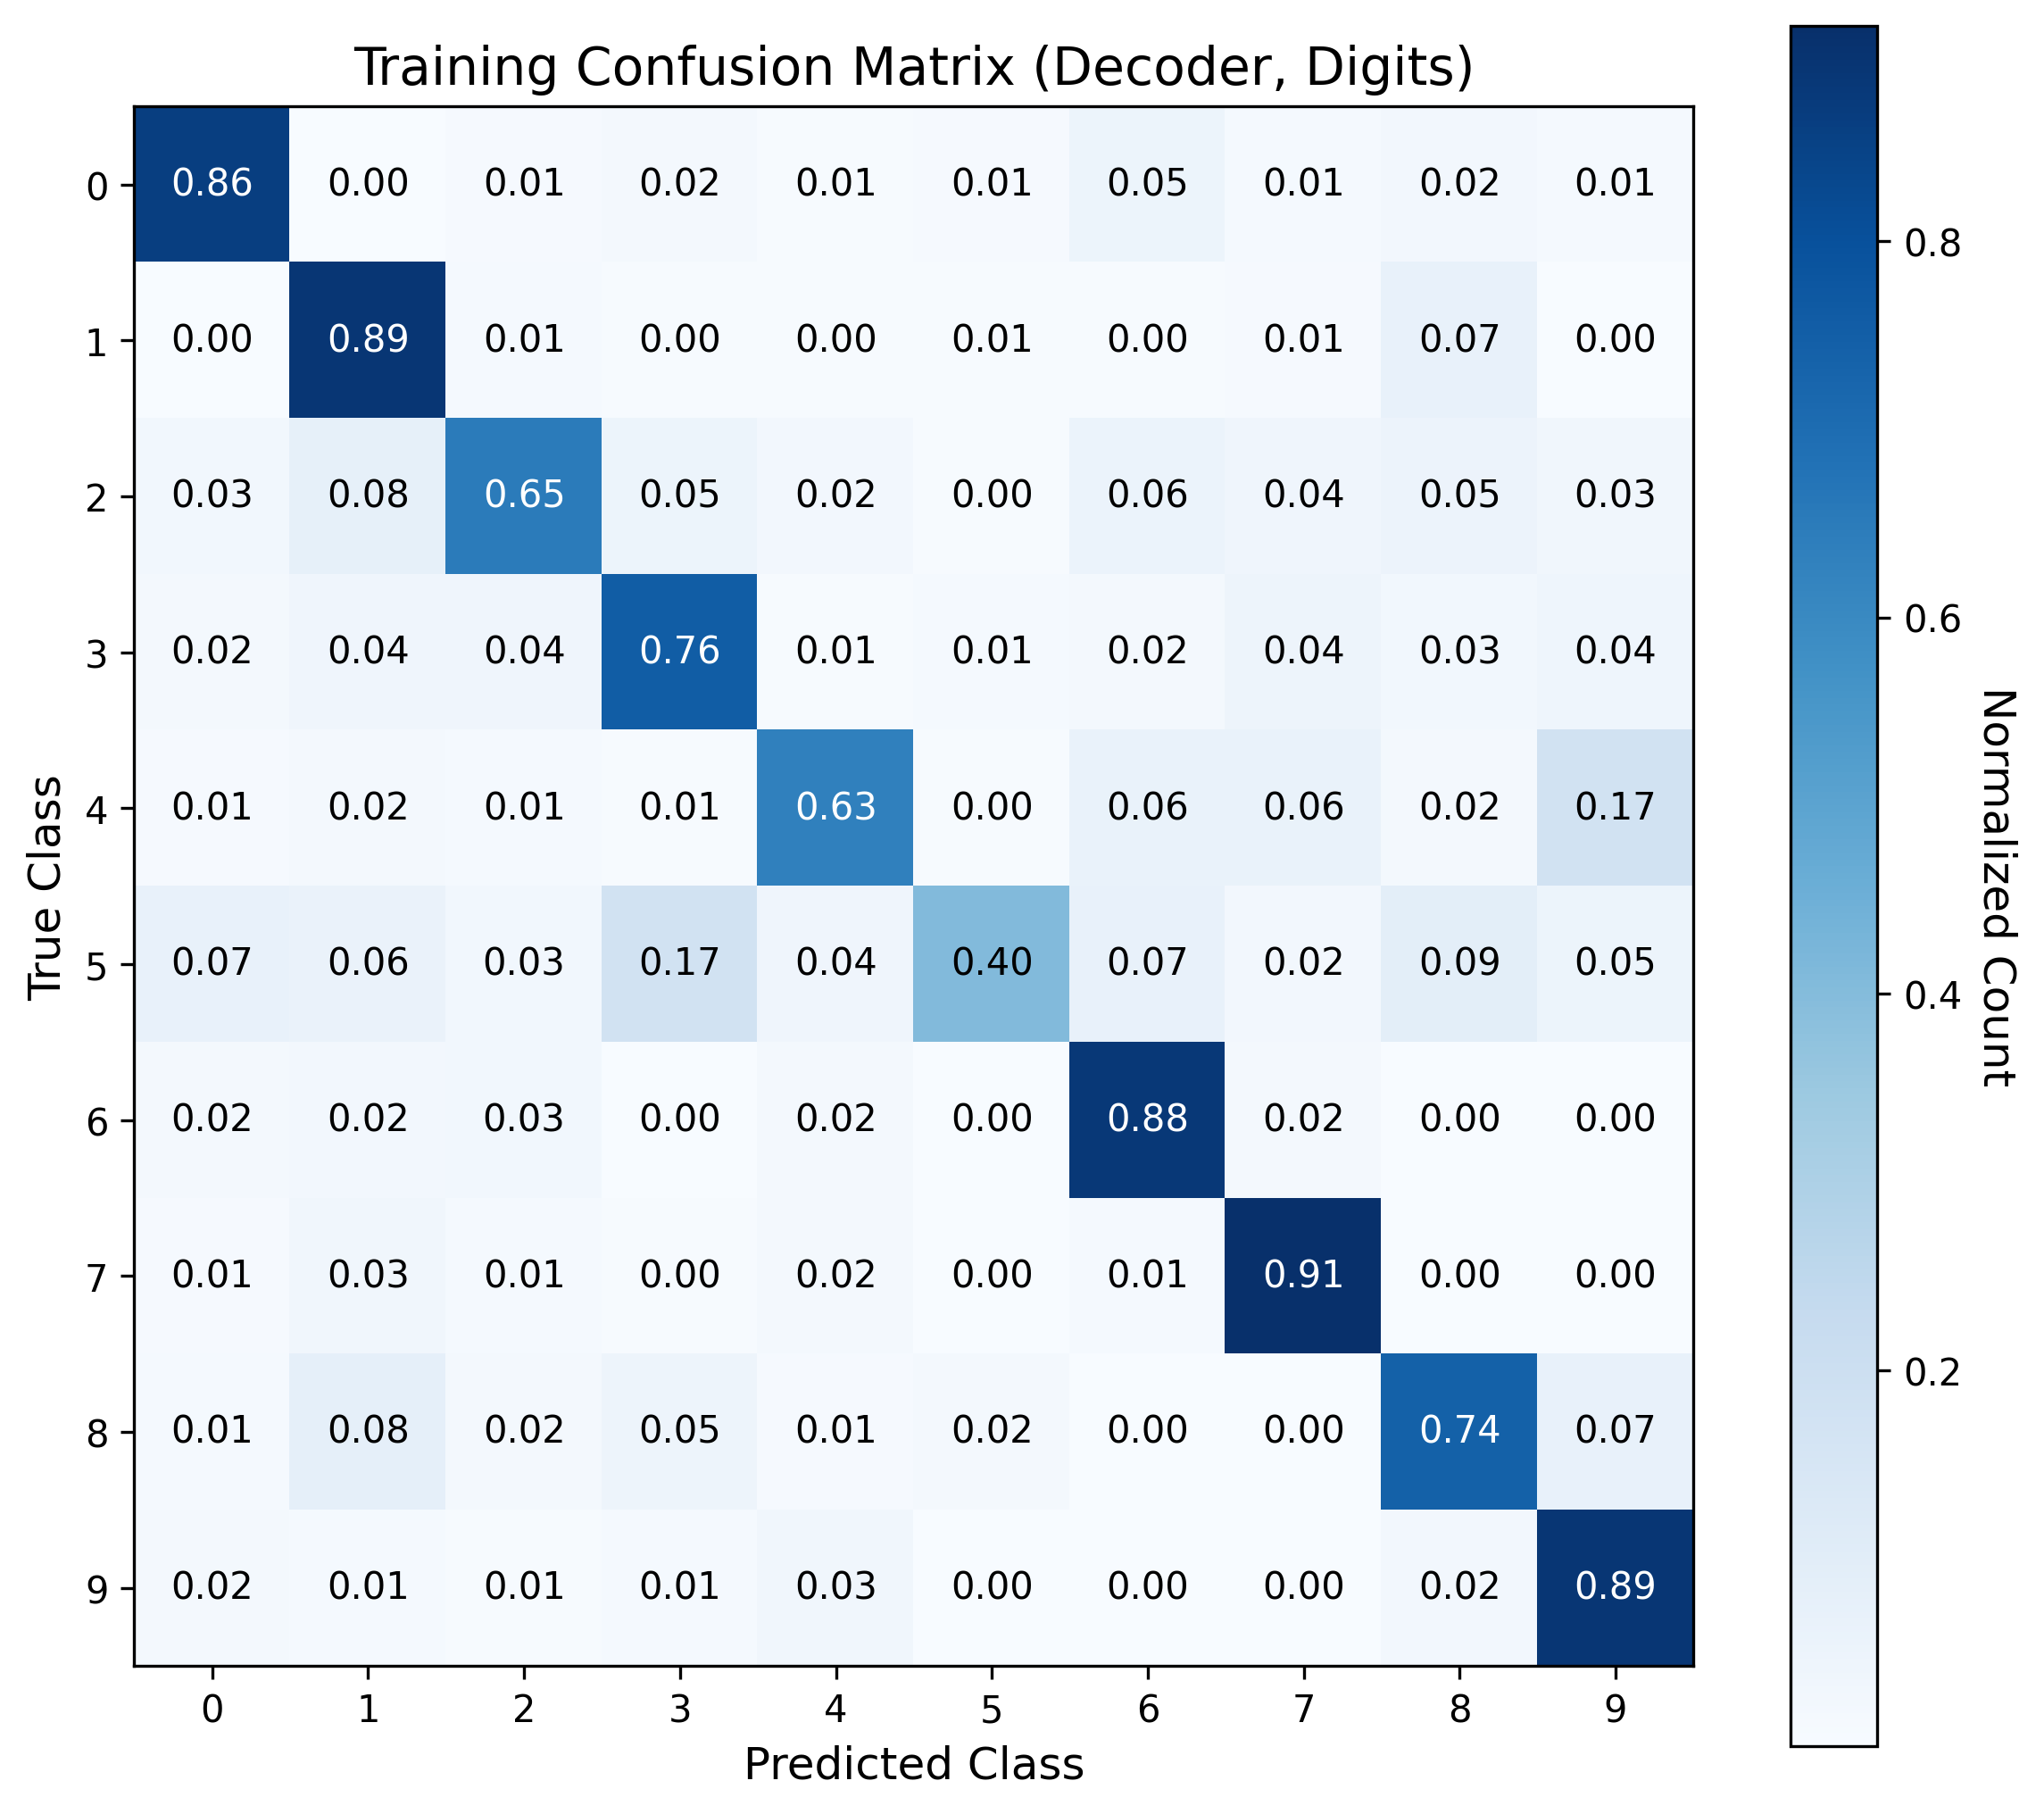 Training Confusion Matrix (Decoder, Digits)
0 0.86 0.00 0.01 0.02 0.01 0.01 0.05 0.01 0.02 0.01
1 0.00 0.89 0.01 0.00 0.00 0.01 0.00 0.01 0.07 0.00
2 0.03 0.08 0.65 0.05 0.02 0.00 0.06 0.04 0.05 0.03
3 0.02 0.04 0.04 0.76 0.01 0.01 0.02 0.04 0.03 0.04
4 0.01 0.02 0.01 0.01 0.63 0.00 0.06 0.06 0.02 0.17
5 0.07 0.06 0.03 0.17 0.04 0.40 0.07 0.02 0.09 0.05
6 0.02 0.02 0.03 0.00 0.02 0.00 0.88 0.02 0.00 0.00
7 0.01 0.03 0.01 0.00 0.02 0.00 0.01 0.91 0.00 0.00
8 0.01 0.08 0.02 0.05 0.01 0.02 0.00 0.00 0.74 0.07
9 0.02 0.01 0.01 0.01 0.03 0.00 0.00 0.00 0.02 0.89
0 1 2 3 4 5 6 7 8 9
Predicted Class
True Class
0.8
0.6
0.4
0.2
Normalized Count